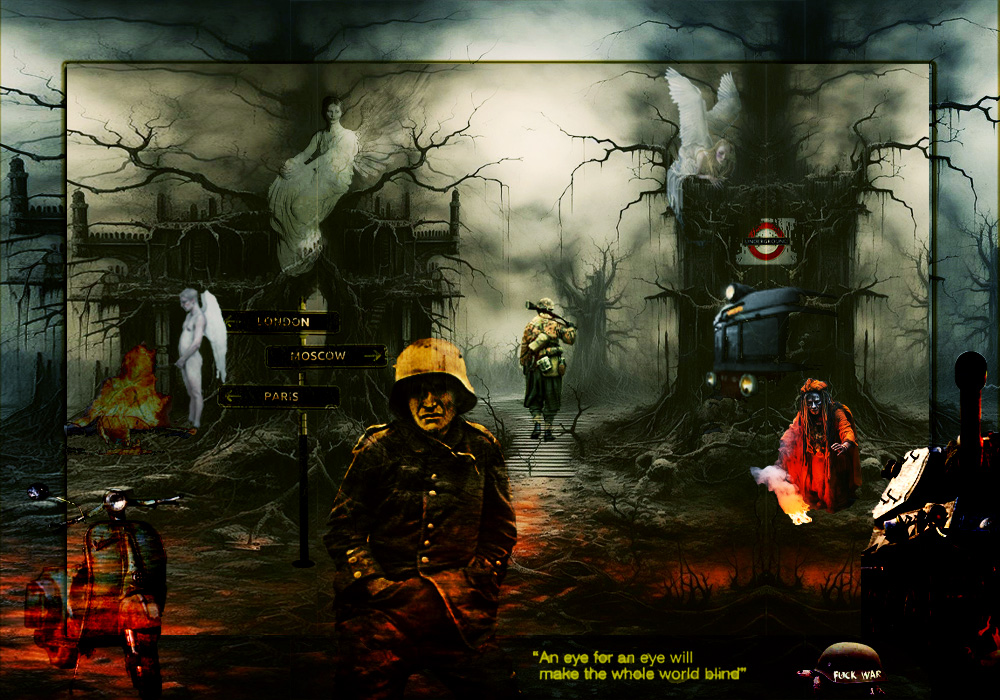 UNDERGROUND
LONDON
MOSCOW
PARIS
"An eye for an eye will
make the whole world blind"
FUCK WAR